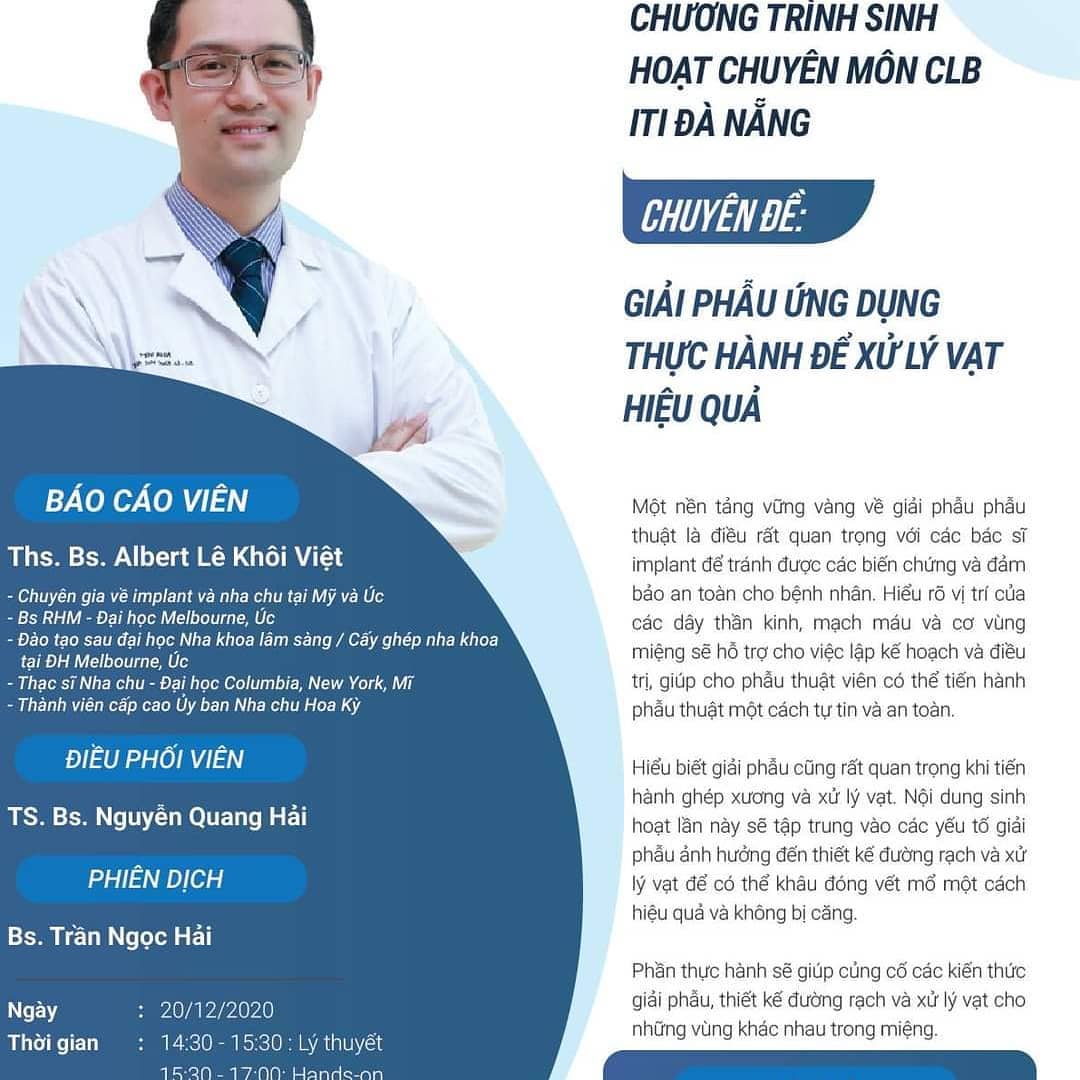 CHƯƠNG TRÌNH SINH
HOẠT CHUYÊN MÔN CLB
ITI ĐÀ NẴNG
CHUYÊN ĐỀ:
GIẢI PHẪU ỨNG DỤNG
THỰC HÀNH ĐỂ XỬ LÝ VẠT
HIỆU QUẢ
Một nền tảng vững vàng về giải phẫu phẫu
thuật là điều rất quan trọng với các bác sĩ
implant để tránh được các biến chứng và đảm
bảo an toàn cho bệnh nhân. Hiểu rõ vị trí của
các dây thần kinh, mạch máu và cơ vùng
miệng sẽ hỗ trợ cho việc lập kế hoạch và điều
trị, giúp cho phẫu thuật viên có thể tiến hành
phẫu thuật một cách tự tin và an toàn.
Hiểu biết giải phẫu cũng rất quan trọng khi tiến
hành ghép xương và xử lý vạt. Nội dung sinh
hoạt lần này sẽ tập trung vào các yếu tố giải
phẫu ảnh hưởng đến thiết kế đường rạch và xử
lý vạt để có thể khâu đóng vết mổ một cách
hiệu quả và không bị căng.
Phần thực hành sẽ giúp củng cố các kiến thức
giải phẫu, thiết kế đường rạch và xử lý vạt cho
những vùng khác nhau trong miệng.
BÁO CÁO VIÊN
Ths. Bs. Albert Lê Khôi Việt
- Chuyên gia về implant và nha chu tại Mỹ và Úc
- Bs RHM - Đại học Melbourne, Úc
- Đào tạo sau đại học Nha khoa lâm sàng / Cấy ghép nha khoa
tại ĐH Melbourne, Úc
- Thạc sĩ Nha chu - Đại học Columbia, New York, Mĩ
- Thành viên cấp cao Ủy ban Nha chu Hoa Kỳ
ĐIỀU PHỐI VIÊN
TS. Bs. Nguyễn Quang Hải
PHIÊN DỊCH
Bs. Trần Ngọc Hải
Ngày : 20/12/2020
Thời gian : 14:30 - 15:30 : Lý thuyết
15:30 - 17:00: Hands-on